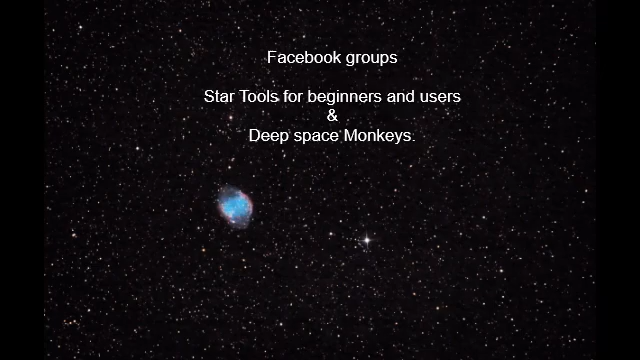 Facebook groups
Star Tools for beginners and users
&
Deep space Monkeys.